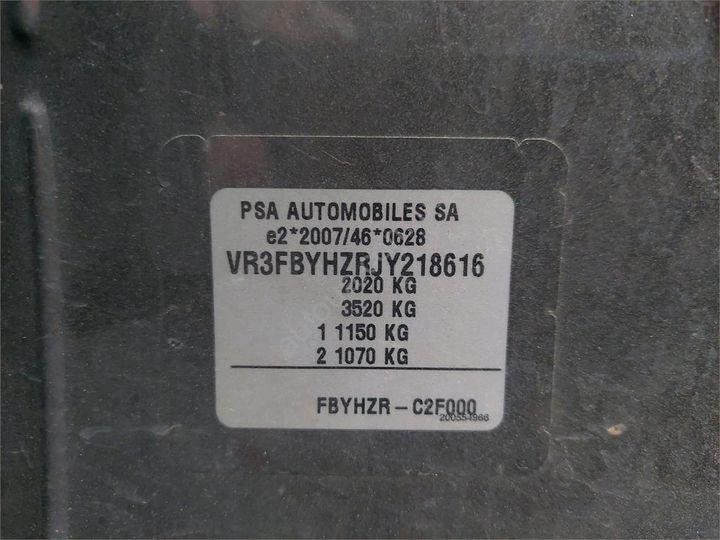 PSA AUTOMOBILES SA
e2*2007/46*0628
VR3FBYHZRJY218616
2020 KG
3520 KG
1 1150 KG
2 1070 KG
FBYHZR – C2F000
200554966